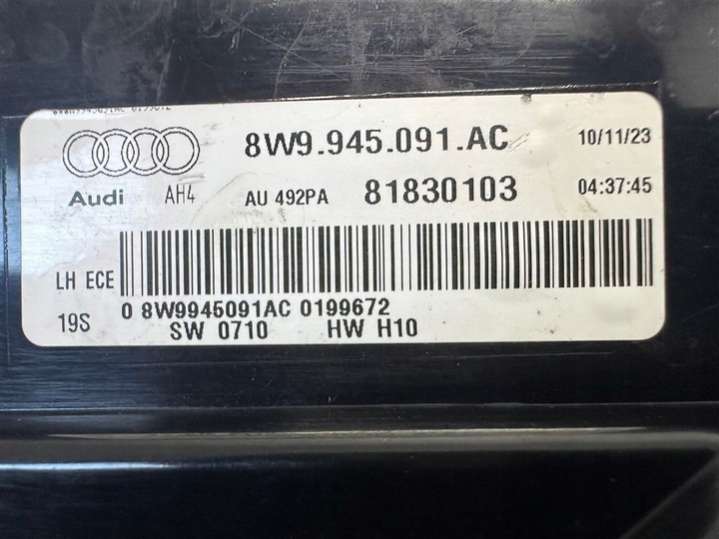 8W9.945.091.AC 10/11/23
Audi AH4 AU 492PA 81830103 04:37:45
LH ECE
0 8W9945091AC 0199672
19S SW 0710 HW H10